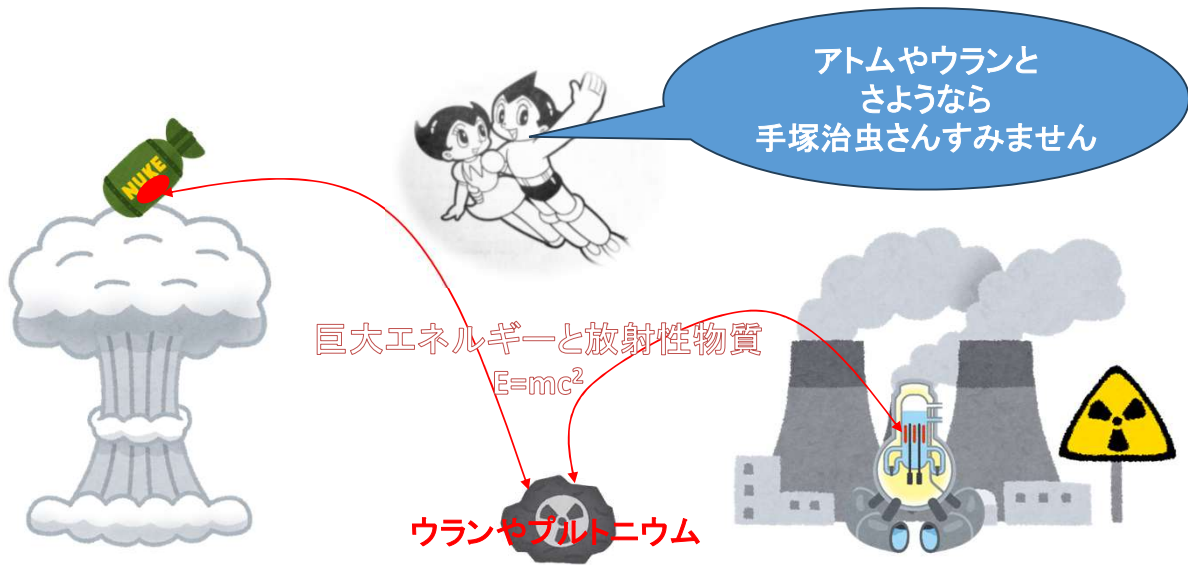 アトムやウランと
さようなら
手塚治虫さんすみません
NUKE
巨大エネルギーと放射性物質
E=mc²
ウランやプルトニウム